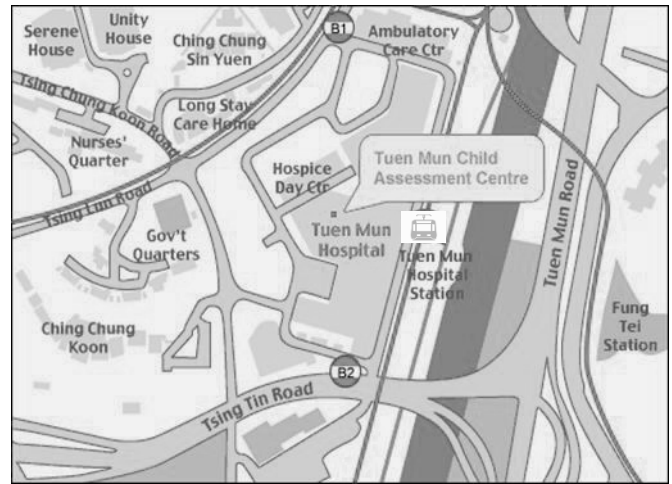 Serene
House
Unity
House
Ching Chung
Sin Yuen
B1
Ambulatory
Care Ctr
Tsing Chung Koon Road
Long Stay
Care Home
Nurses'
Quarter
Hospice
Day Ctr
Tuen Mun Child
Assessment Centre
Tsing Lun Road
Gov't
Quarters
Tuen Mun
Hospital
Tuen Mun
Hospital
Station
Tuen Mun Road
Ching Chung
Koon
Fung
Tei
Station
B2
Tsing Tin Road